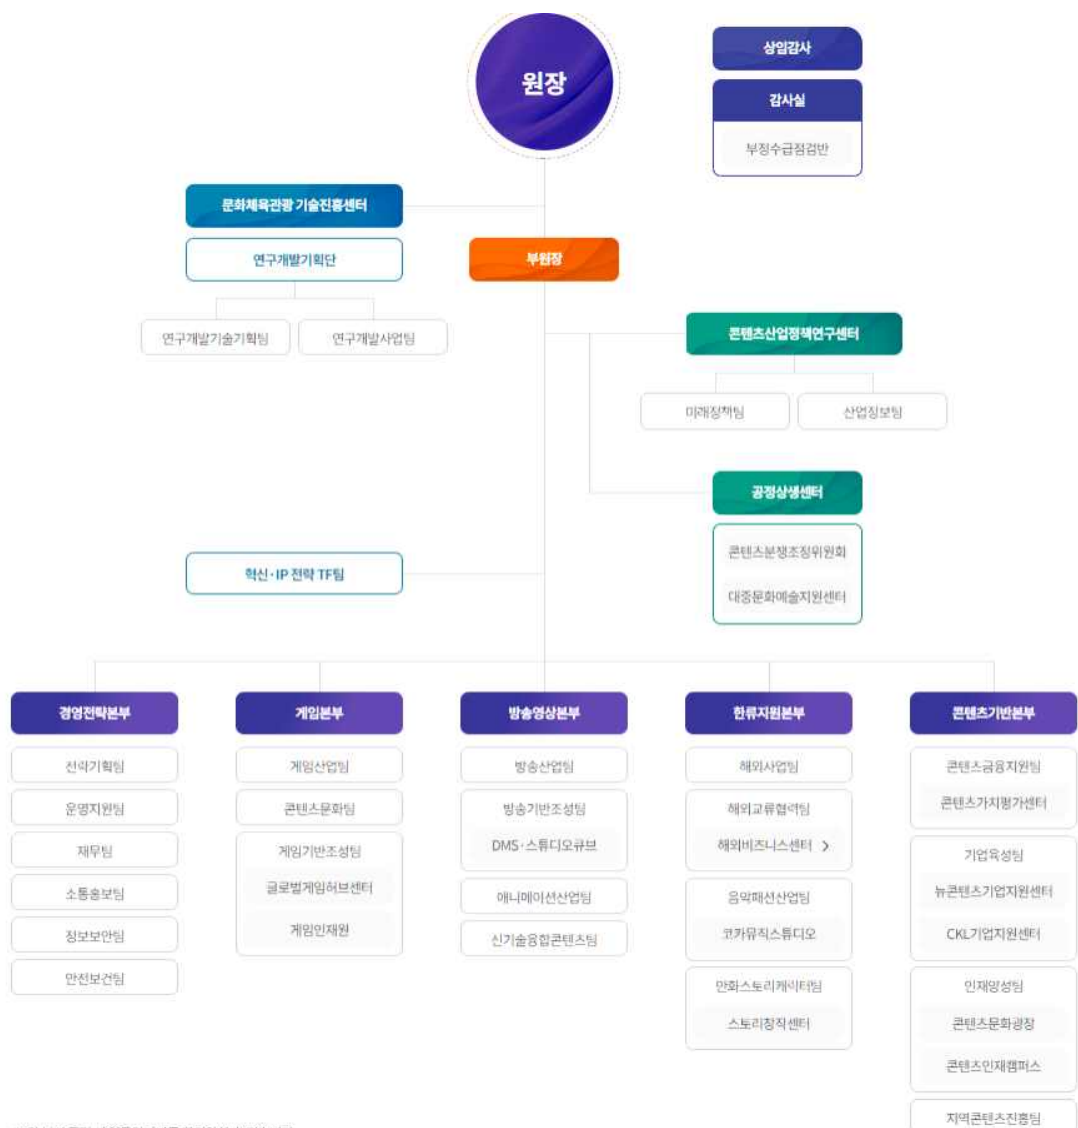 원장
상임감사
감사실
부정수급점검반
문화체육관광 기술진흥센터
연구개발기획단
부원장
연구개발기술기획팀
연구개발사업팀
콘텐츠산업정책연구센터
미래정책팀
산업정보팀
공정상생센터
콘텐츠분쟁조정위원회
대중문화예술지원센터
혁신·IP 전략 TF팀
경영전략본부
전략기획팀
운영지원팀
재무팀
소통홍보팀
정보보안팀
안전보건팀
게임본부
게임산업팀
콘텐츠문화팀
게임기반조성팀
글로벌게임허브센터
게임인재원
방송영상본부
방송산업팀
방송기반조성팀
DMS·스튜디오큐브
애니메이션산업팀
신기술융합콘텐츠팀
한류지원본부
해외사업팀
해외교류협력팀
해외비즈니스센터 >
음악패션산업팀
코카뮤직스튜디오
만화스토리캐릭터팀
스토리창작센터
콘텐츠기반본부
콘텐츠금융지원팀
콘텐츠가치평가센터
기업육성팀
뉴콘텐츠기업지원센터
CKL기업지원센터
인재양성팀
콘텐츠문화광장
콘텐츠인재캠퍼스
지역콘텐츠진흥팀